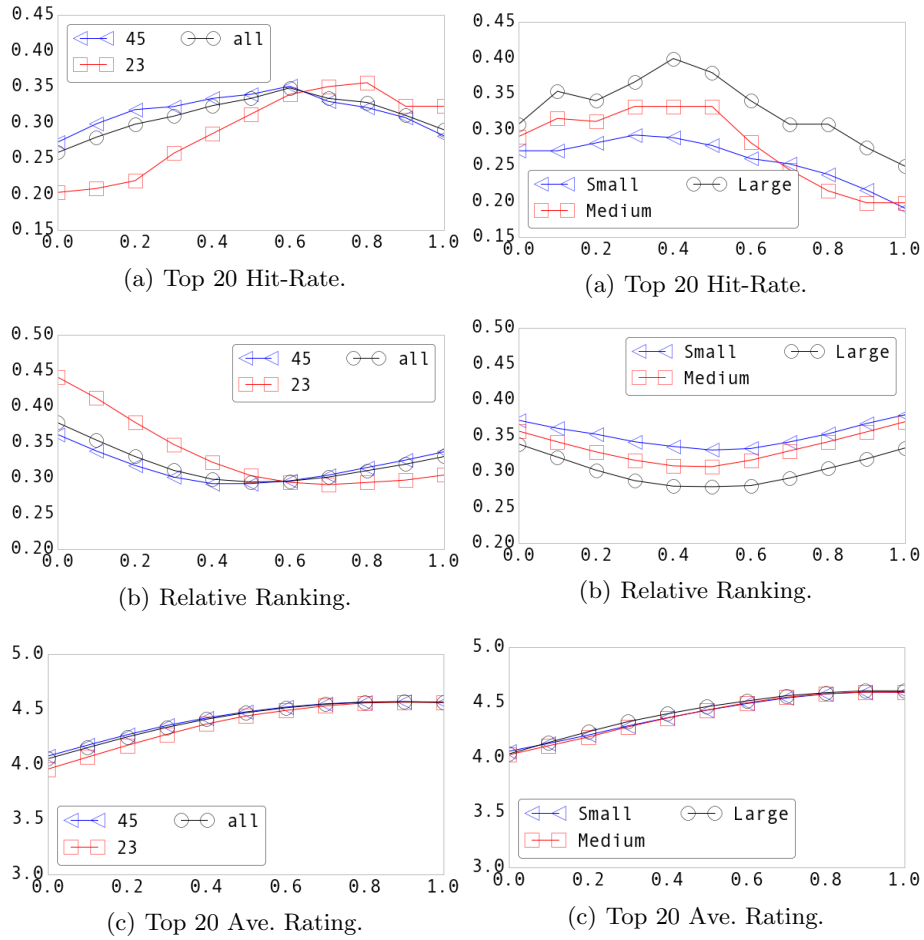 0.45
0.40
0.35
0.30
0.25
0.20
0.15
45 all
23
0.0 0.2 0.4 0.6 0.8 1.0
(a) Top 20 Hit-Rate.
0.45
0.40
0.35
0.30
0.25
0.20
0.15
Small Large
Medium
0.0 0.2 0.4 0.6 0.8 1.0
(a) Top 20 Hit-Rate.
0.50
0.45
0.40
0.35
0.30
0.25
0.20
45 all
23
0.0 0.2 0.4 0.6 0.8 1.0
(b) Relative Ranking.
0.50
0.45
0.40
0.35
0.30
0.25
0.20
Small Large
Medium
0.0 0.2 0.4 0.6 0.8 1.0
(b) Relative Ranking.
5.0
4.5
4.0
3.5
3.0
45 all
23
0.0 0.2 0.4 0.6 0.8 1.0
(c) Top 20 Ave. Rating.
5.0
4.5
4.0
3.5
3.0
Small Large
Medium
0.0 0.2 0.4 0.6 0.8 1.0
(c) Top 20 Ave. Rating.